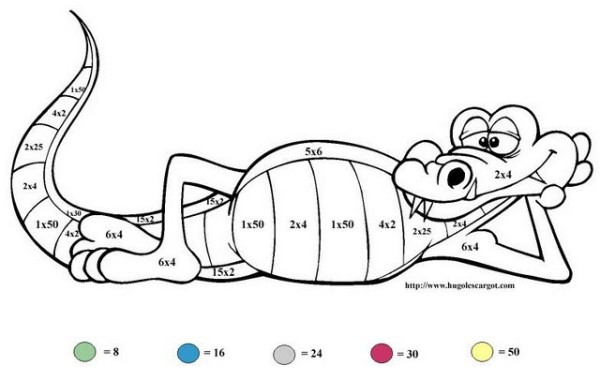 1x50
4x2
2x25
2x4
1x50
1x30
4x2
6x4
15x2
15x2
6x4
15x2
5x6
1x50
2x4
1x50
4x2
2x25
2x4
2x4
6x4
http://www.hugolescargot.com
= 8
= 16
= 24
= 30
= 50